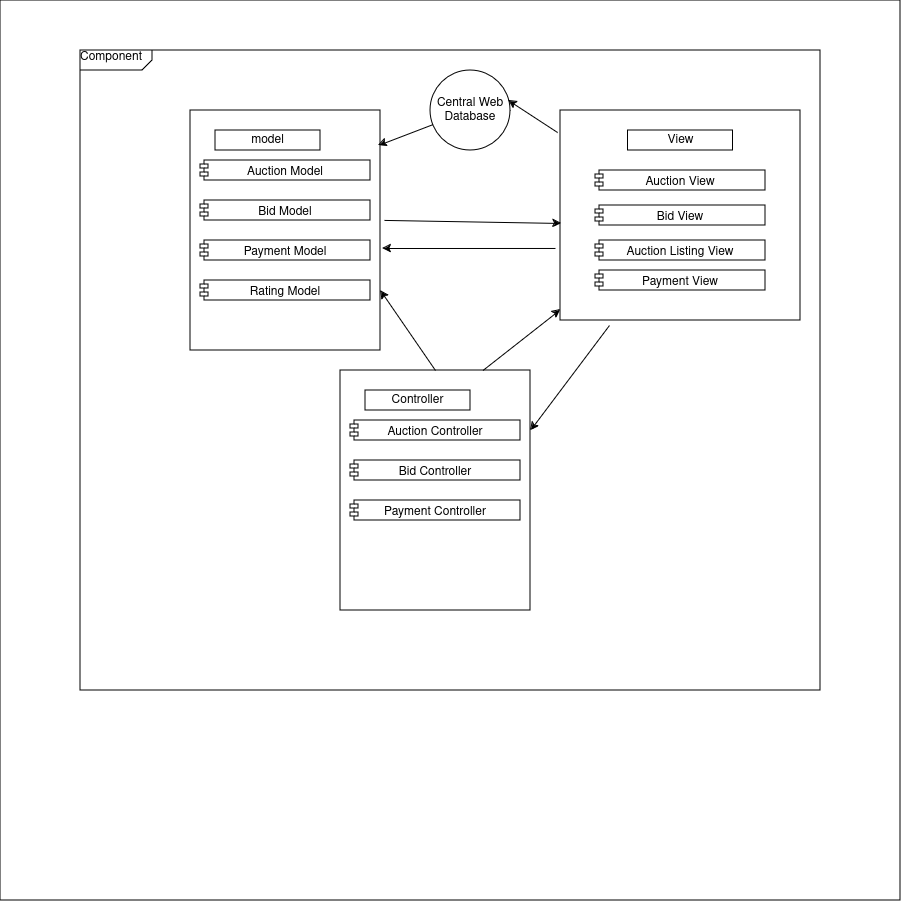 Component
Central Web
Database
model
Auction Model
Bid Model
Payment Model
Rating Model
View
Auction View
Bid View
Auction Listing View
Payment View
Controller
Auction Controller
Bid Controller
Payment Controller